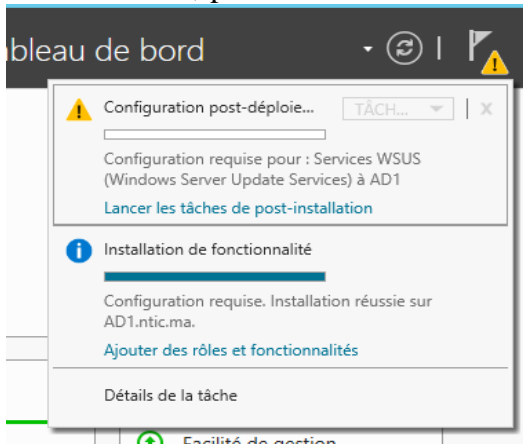 bleau de bord
Configuration post-déploie...
TÂCH...
x
Configuration requise pour : Services WSUS
(Windows Server Update Services) à AD1
Lancer les tâches de post-installation
Installation de fonctionnalité
Configuration requise. Installation réussie sur
AD1.ntic.ma.
Ajouter des rôles et fonctionnalités
Détails de la tâche
Facilité de gestion